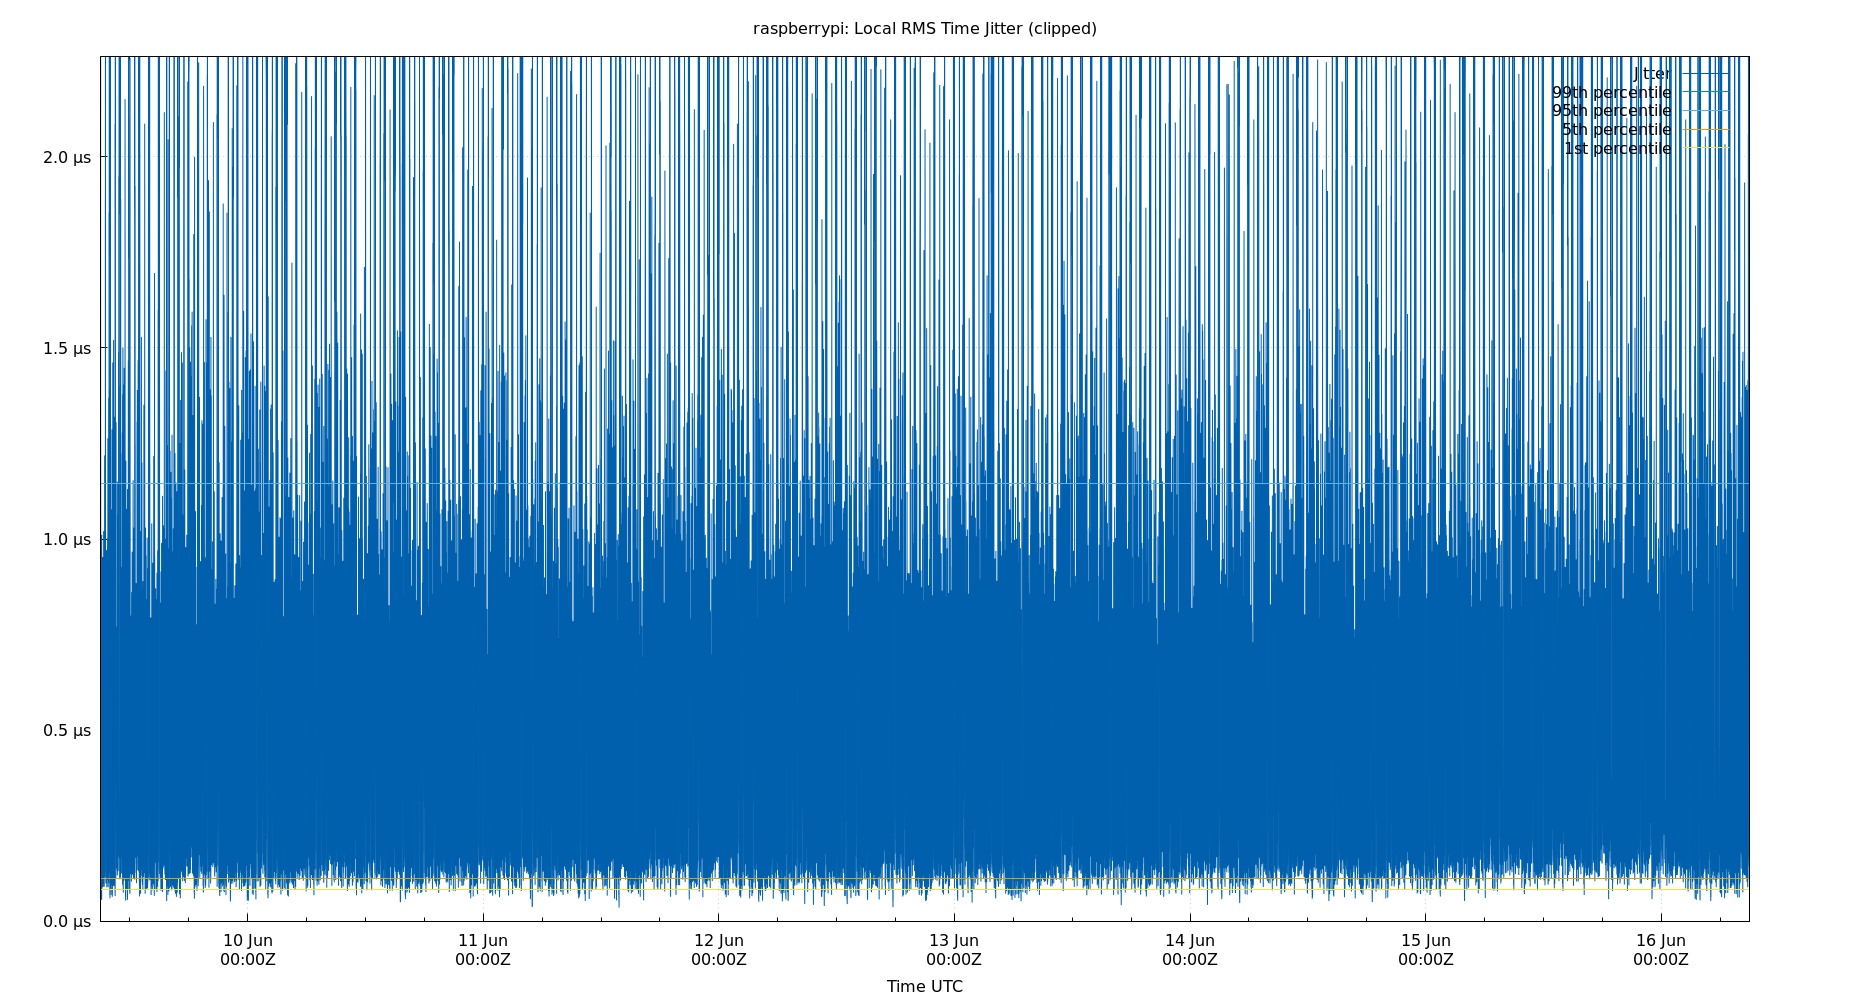 raspberrypi: Local RMS Time Jitter (clipped)
Jitter
99th percentile
95th percentile
5th percentile
1st percentile
2.0 µs
1.5 µs
1.0 µs
0.5 µs
0.0 µs
10 Jun 11 Jun 12 Jun 13 Jun 14 Jun 15 Jun 16 Jun
00:00Z 00:00Z 00:00Z 00:00Z 00:00Z 00:00Z 00:00Z
Time UTC